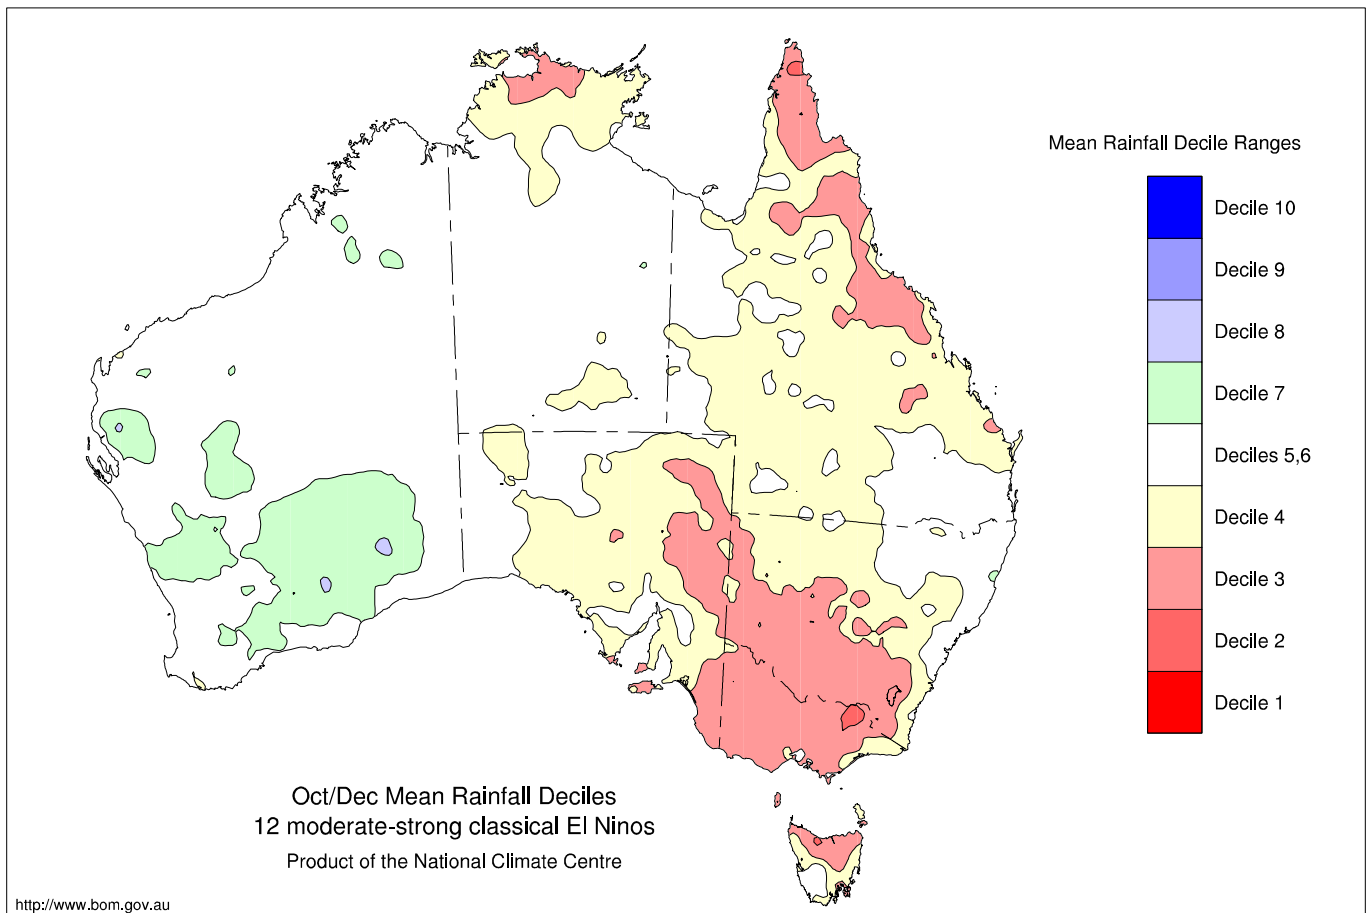 Mean Rainfall Decile Ranges
Decile 10
Decile 9
Decile 8
Decile 7
Deciles 5,6
Decile 4
Decile 3
Decile 2
Decile 1
Oct/Dec Mean Rainfall Deciles
12 moderate-strong classical El Ninos
Product of the National Climate Centre
http://www.bom.gov.au